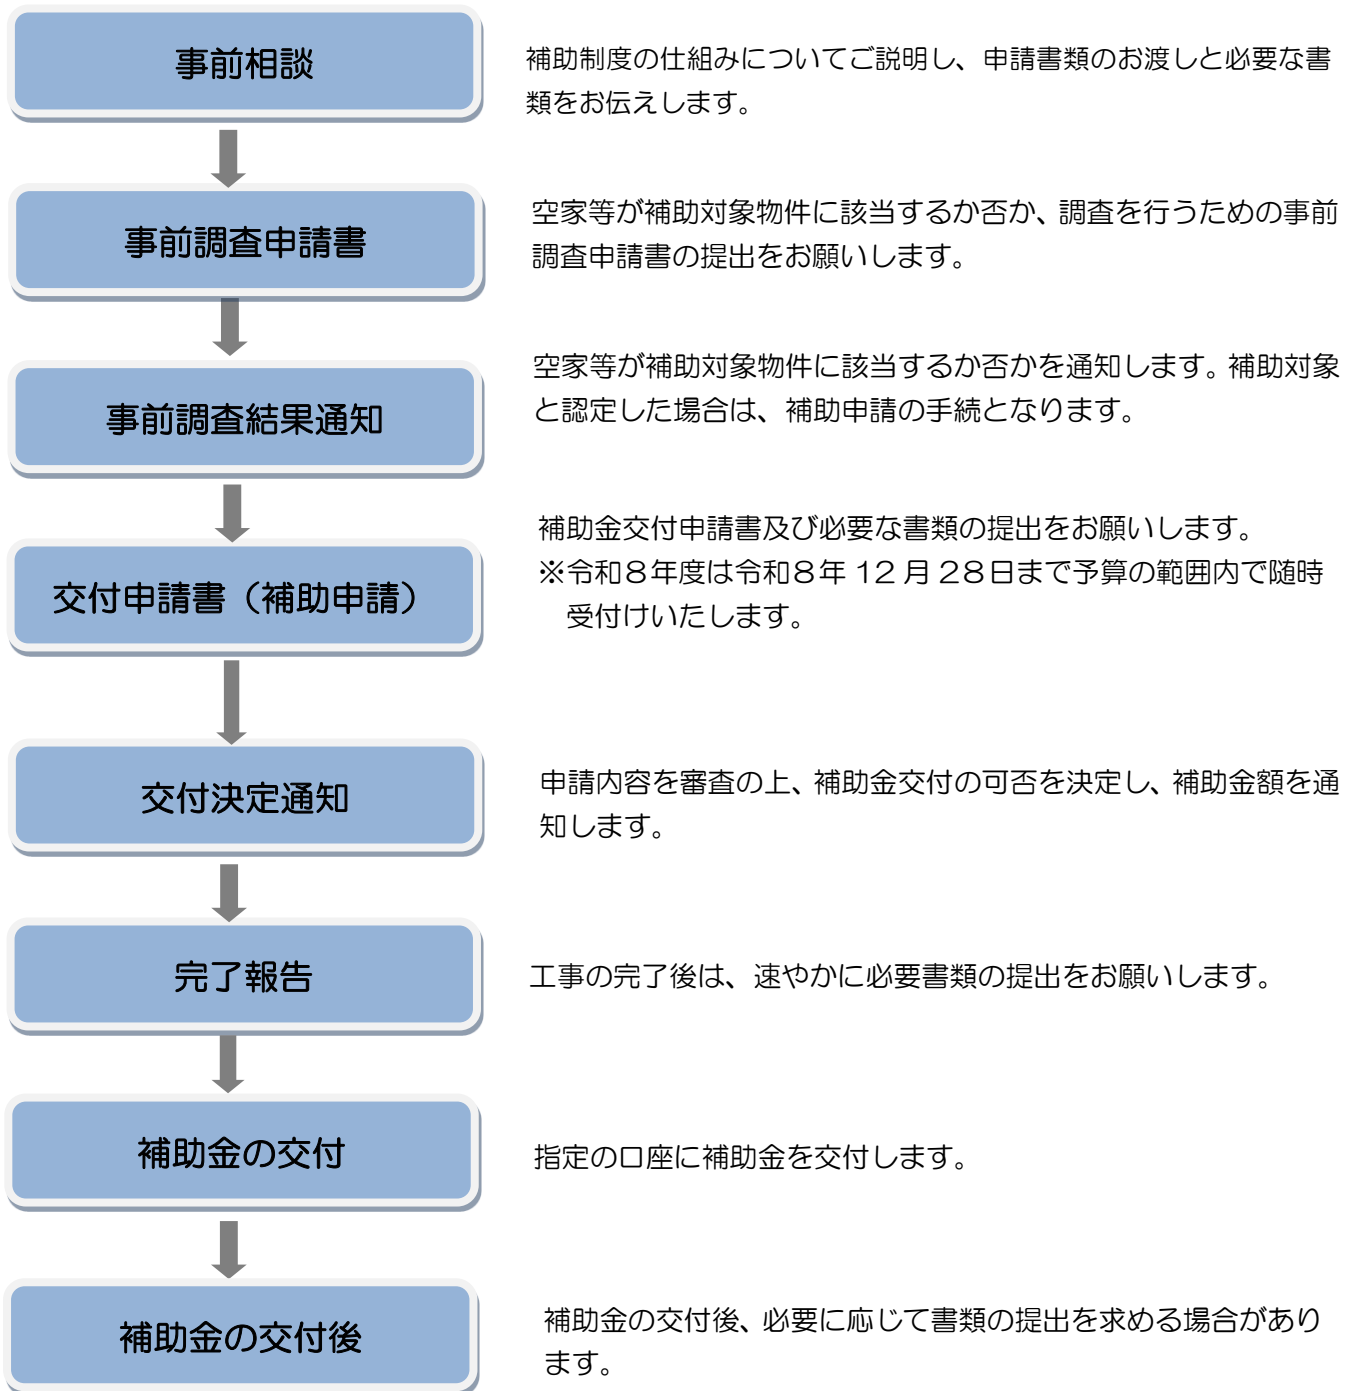 事前相談
補助制度の仕組みについてご説明し、申請書類のお渡しと必要な書
類をお伝えします。
事前調査申請書
空家等が補助対象物件に該当するか否か、調査を行うための事前
調査申請書の提出をお願いします。
事前調査結果通知
空家等が補助対象物件に該当するか否かを通知します。補助対象
と認定した場合は、補助申請の手続となります。
交付申請書（補助申請）
補助金交付申請書及び必要な書類の提出をお願いします。
※令和８年度は令和８年 12 月 28日まで予算の範囲内で随時
受付けいたします。
交付決定通知
申請内容を審査の上、補助金交付の可否を決定し、補助金額を通
知します。
完了報告
工事の完了後は、速やかに必要書類の提出をお願いします。
補助金の交付
指定の口座に補助金を交付します。
補助金の交付後
補助金の交付後、必要に応じて書類の提出を求める場合があり
ます。